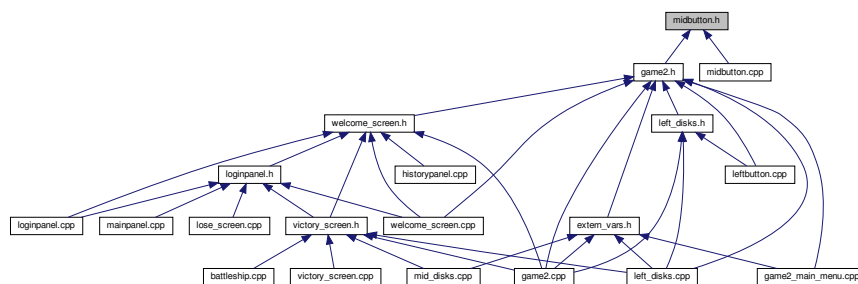 midbutton.h
game2.h
midbutton.cpp
welcome_screen.h
left_disks.h
loginpanel.h
historypanel.cpp
leftbutton.cpp
loginpanel.cpp
mainpanel.cpp
lose_screen.cpp
victory_screen.h
welcome_screen.cpp
extern_vars.h
battleship.cpp
victory_screen.cpp
mid_disks.cpp
game2.cpp
left_disks.cpp
game2_main_menu.cpp